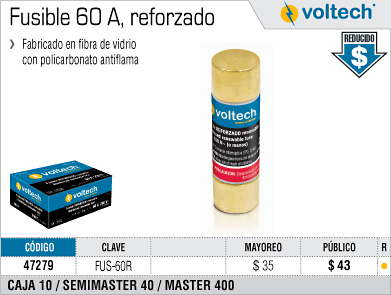 Fusible 60 A, reforzado
voltech
Fabricado en fibra de vidrio
con policarbonato antiflama
REDUCIDO
$
voltech
CÓDIGO CLAVE MAYOREO PÚBLICO R
47279 FUS-60R $ 35 $ 43
CAJA 10 / SEMIMASTER 40 / MASTER 400